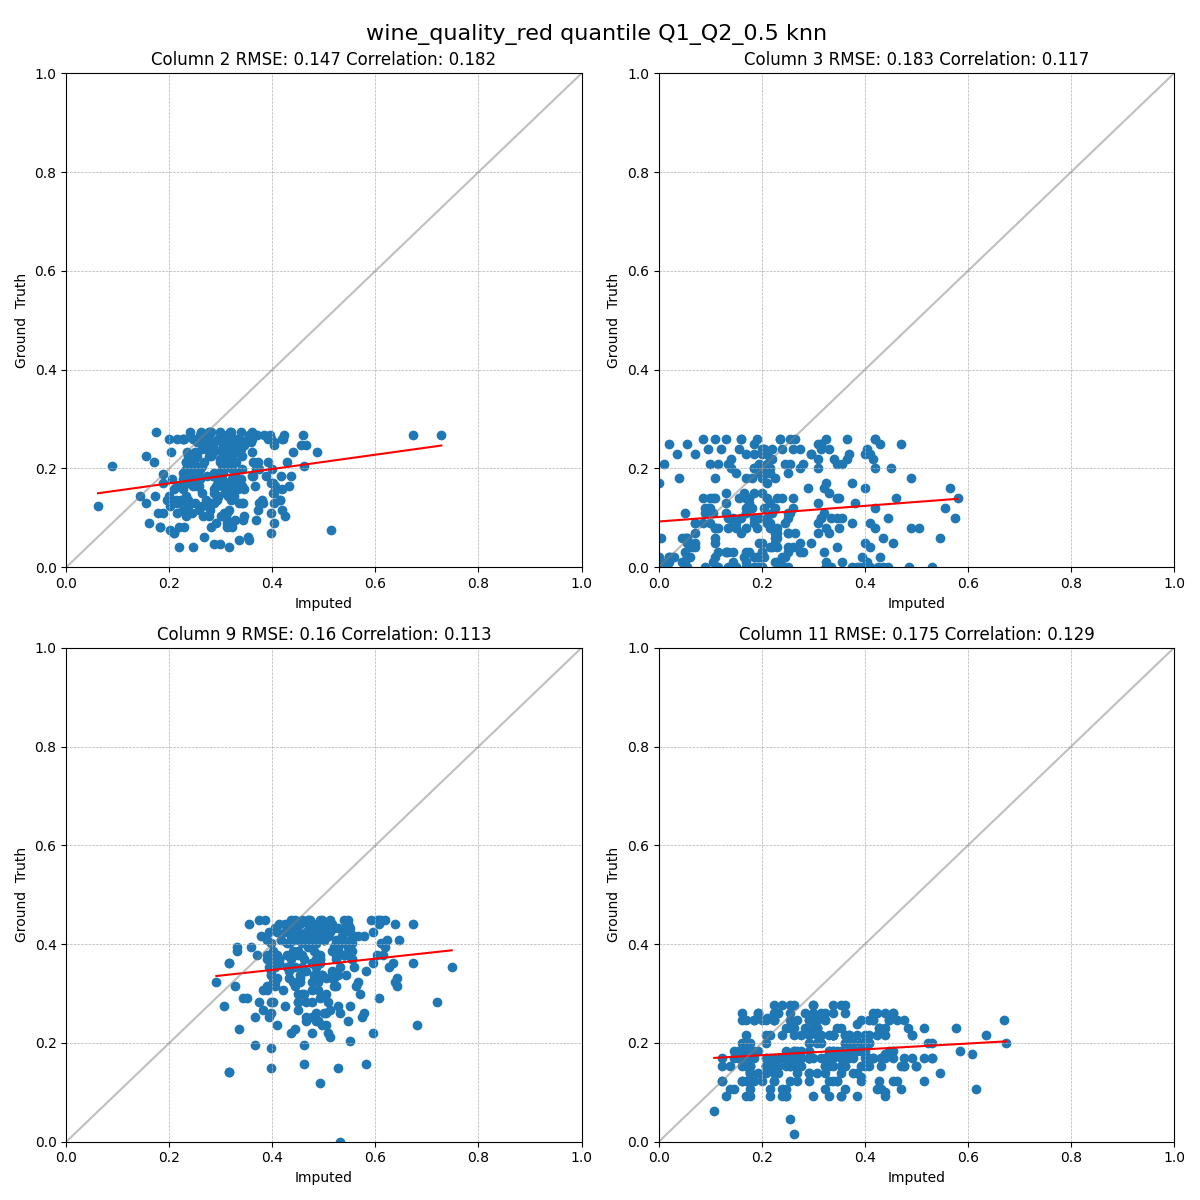 wine_quality_red quantile Q1_Q2_0.5 knn
Column 2 RMSE: 0.147 Correlation: 0.182
1.0
0.8
0.6
0.4
0.2
0.0
Ground Truth
0.0 0.2 0.4 0.6 0.8 1.0
Imputed
Column 3 RMSE: 0.183 Correlation: 0.117
1.0
0.8
0.6
0.4
0.2
0.0
Ground Truth
0.0 0.2 0.4 0.6 0.8 1.0
Imputed
Column 9 RMSE: 0.16 Correlation: 0.113
1.0
0.8
0.6
0.4
0.2
0.0
Ground Truth
0.0 0.2 0.4 0.6 0.8 1.0
Imputed
Column 11 RMSE: 0.175 Correlation: 0.129
1.0
0.8
0.6
0.4
0.2
0.0
Ground Truth
0.0 0.2 0.4 0.6 0.8 1.0
Imputed